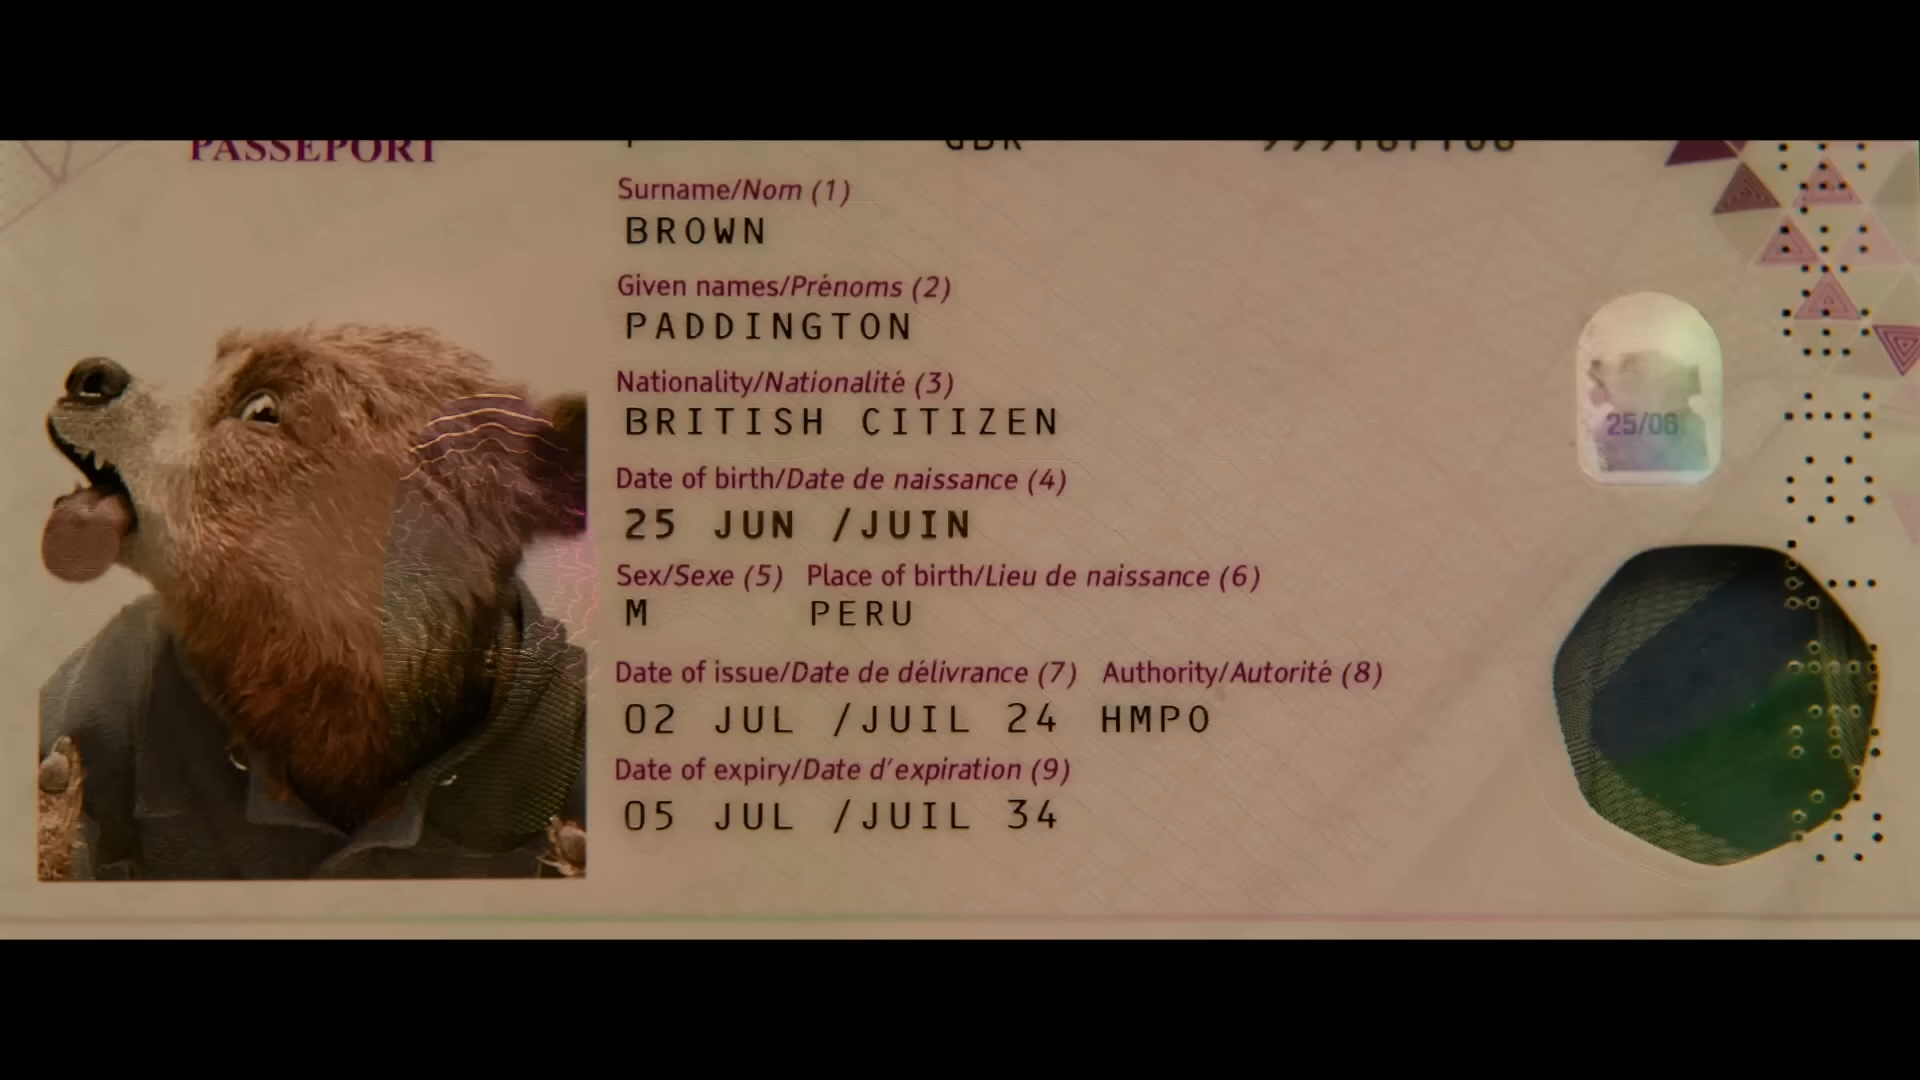 PASSEPORT
GBR
Surname/Nom (1)
BROWN
Given names/Prénoms (2)
PADDINGTON
Nationality/Nationalité (3)
BRITISH CITIZEN
Date of birth/Date de naissance (4)
25 JUN /JUIN
25/06
Sex/Sexe (5) Place of birth/Lieu de naissance (6)
M PERU
Date of issue/Date de délivrance (7) Authority/Autorité (8)
02 JUL /JUIL 24 HMPO
Date of expiry/Date d'expiration (9)
05 JUL /JUIL 34